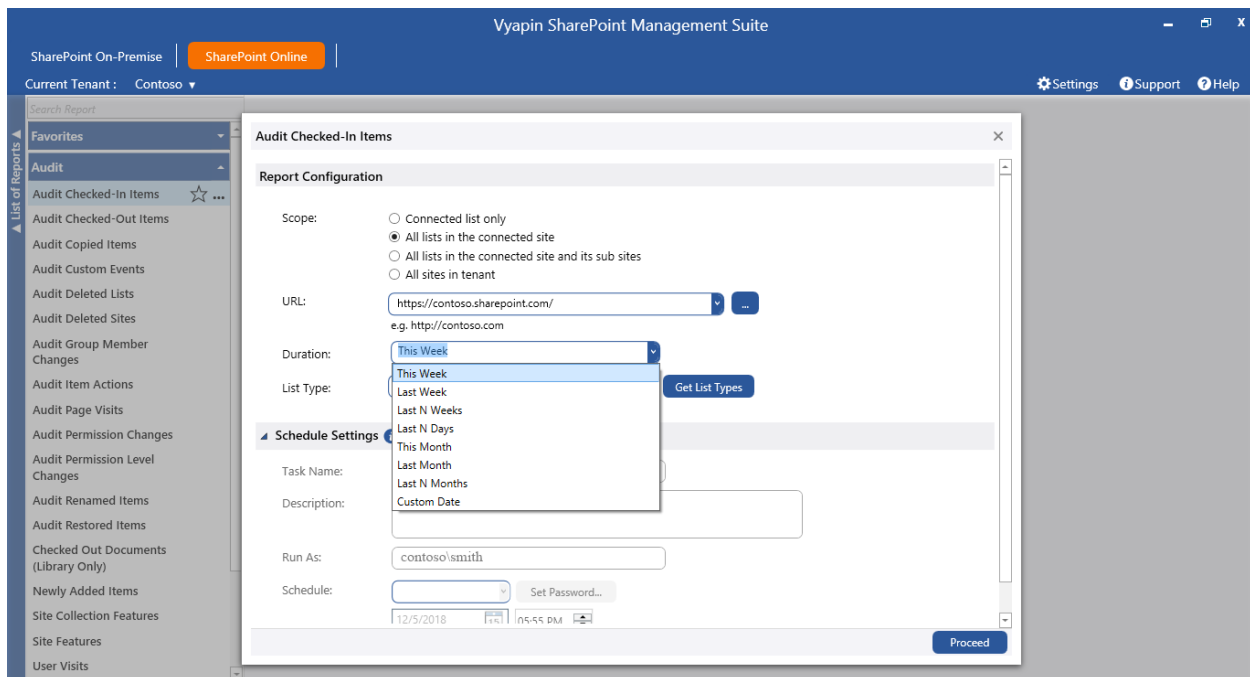 Vyapin SharePoint Management Suite
SharePoint On-Premise
SharePoint Online
Current Tenant :
Contoso
Settings
Support
Help
Search Report
List of Reports
Favorites
Audit
Audit Checked-In Items
...
Audit Checked-Out Items
Audit Copied Items
Audit Custom Events
Audit Deleted Lists
Audit Deleted Sites
Audit Group Member
Changes
Audit Item Actions
Audit Page Visits
Audit Permission Changes
Audit Permission Level
Changes
Audit Renamed Items
Audit Restored Items
Checked Out Documents
(Library Only)
Newly Added Items
Site Collection Features
Site Features
User Visits
Audit Checked-In Items
Report Configuration
Scope:
Connected list only
All lists in the connected site
All lists in the connected site and its sub sites
All sites in tenant
URL:
https://contoso.sharepoint.com/
...
e.g. http://contoso.com
Duration:
This Week
This Week
Last Week
Last N Weeks
Last N Days
This Month
Last Month
Last N Months
Custom Date
List Type:
Get List Types
Schedule Settings
Task Name:
Description:
Run As:
contoso\smith
Schedule:
Set Password...
12/5/2018
15
05:55 PM
Proceed